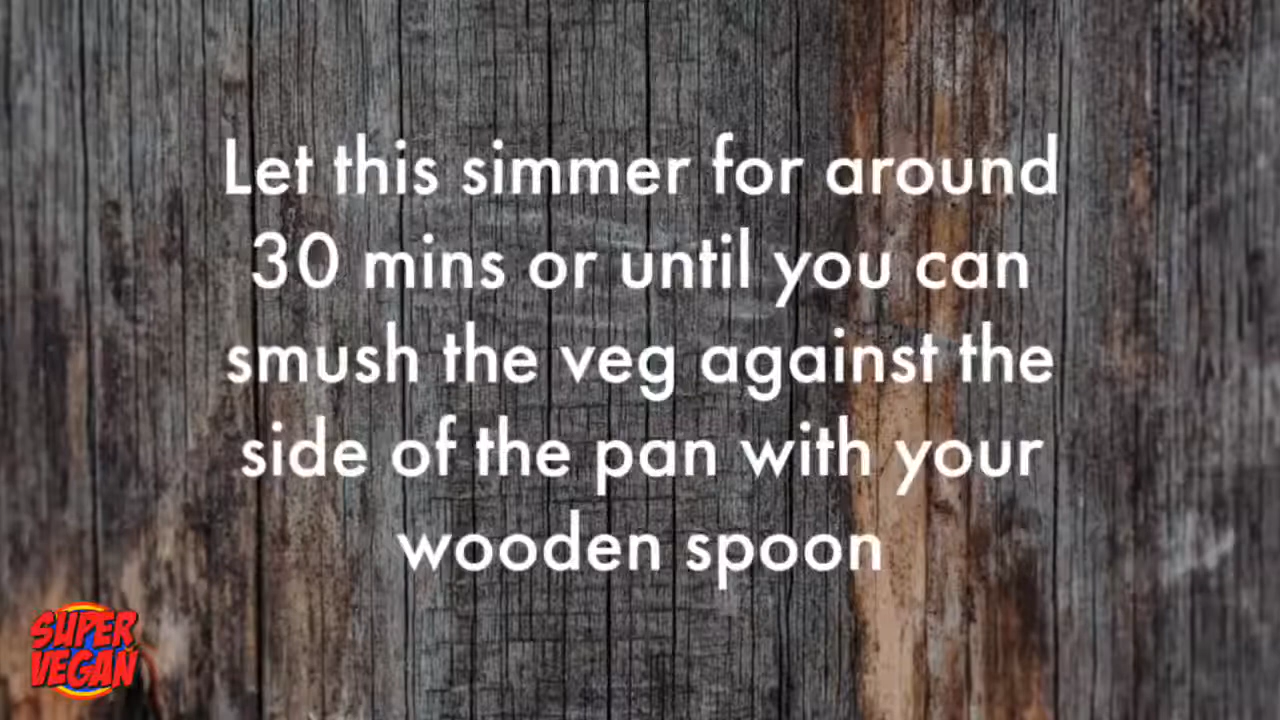 Let this simmer for around
30 mins or until you can
smush the veg against the
side of the pan with your
wooden spoon
SUPER
VEGAN